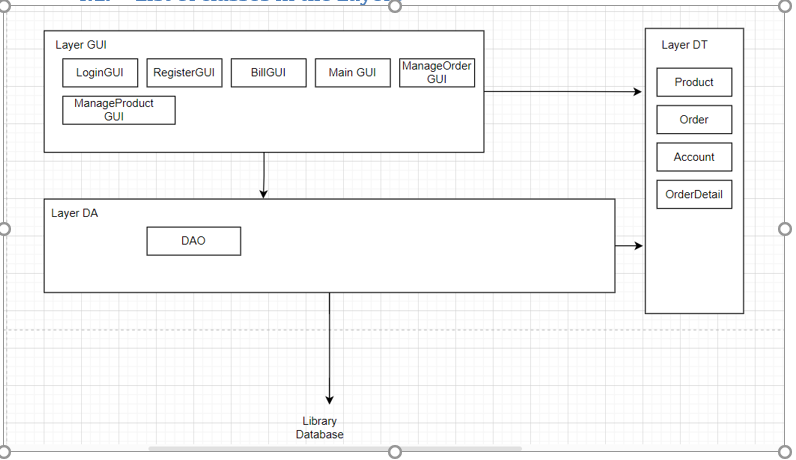 Layer GUI
LoginGUI
RegisterGUI
BillGUI
Main GUI
ManageOrder
GUI
ManageProduct
GUI
Layer DT
Product
Order
Account
OrderDetail
Layer DA
DAO
Library
Database